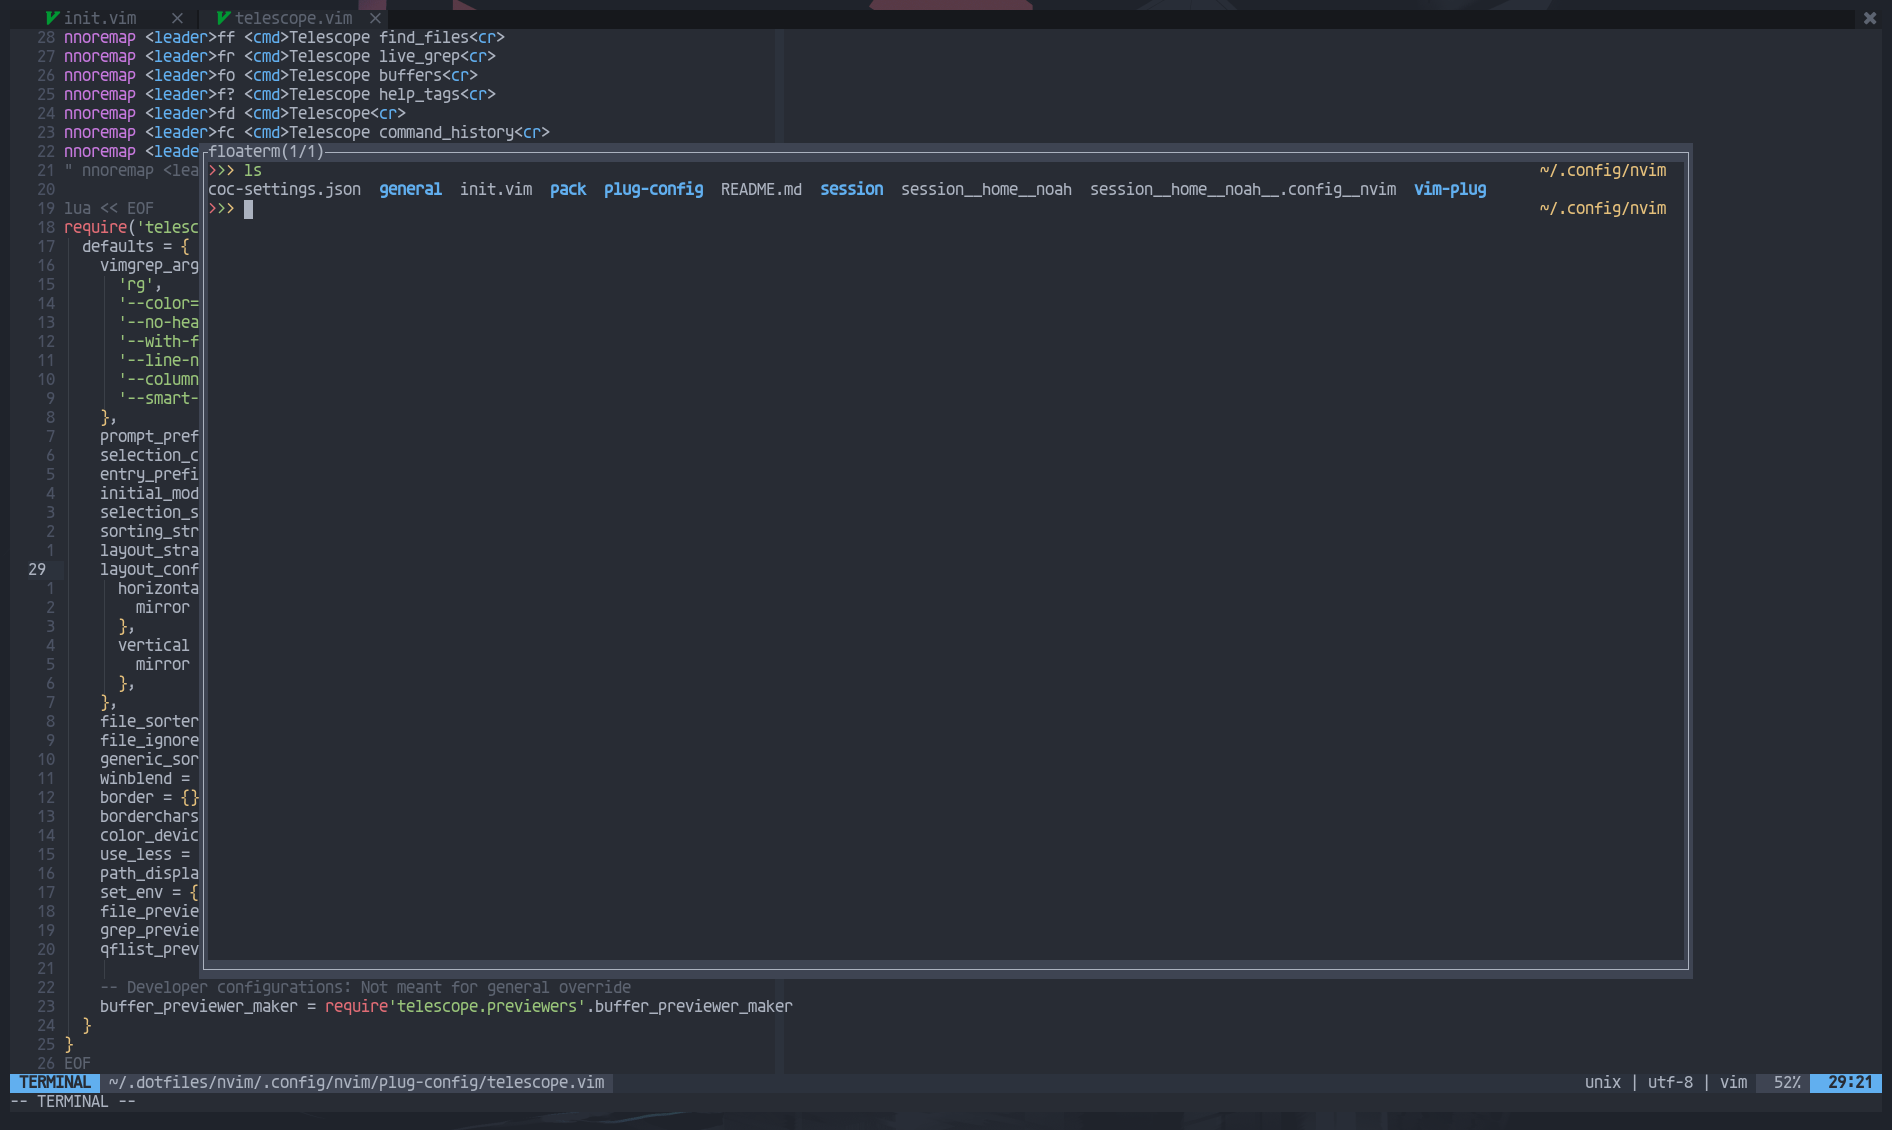 init.vim × telescope.vim ×
28 nnoremap <leader>ff <cmd>Telescope find_files<cr>
27 nnoremap <leader>fr <cmd>Telescope live_grep<cr>
26 nnoremap <leader>fo <cmd>Telescope buffers<cr>
25 nnoremap <leader>f? <cmd>Telescope help_tags<cr>
24 nnoremap <leader>fd <cmd>Telescope<cr>
23 nnoremap <leader>fc <cmd>Telescope command_history<cr>
22 nnoremap <leade
floaterm(1/1)
>>> ls ~/.config/nvim
coc-settings.json general init.vim pack plug-config README.md session session__home__noah session__home__noah__.config__nvim vim-plug
>>> ~/.config/nvim
21 " nnoremap <lea
20
19 lua << EOF
18 require('telesc
17 defaults = {
16 vimgrep_arg
15 'rg',
14 '--color=
13 '--no-hea
12 '--with-f
11 '--line-n
10 '--column
9 '--smart-
8 },
7 prompt_pref
6 selection_c
5 entry_prefi
4 initial_mod
3 selection_s
2 sorting_str
1 layout_stra
29 layout_conf
1 horizonta
2 mirror
3 },
4 vertical
5 mirror
6 },
7 },
8 file_sorter
9 file_ignore
10 generic_sor
11 winblend =
12 border = {}
13 borderchars
14 color_devic
15 use_less =
16 path_displa
17 set_env = {
18 file_previe
19 grep_previe
20 qflist_prev
21
22 -- Developer configurations: Not meant for general override
23 buffer_previewer_maker = require'telescope.previewers'.buffer_previewer_maker
24 }
25 }
26 EOF
TERMINAL ~/.dotfiles/nvim/.config/nvim/plug-config/telescope.vim unix | utf-8 | vim 52% 29:21
-- TERMINAL --